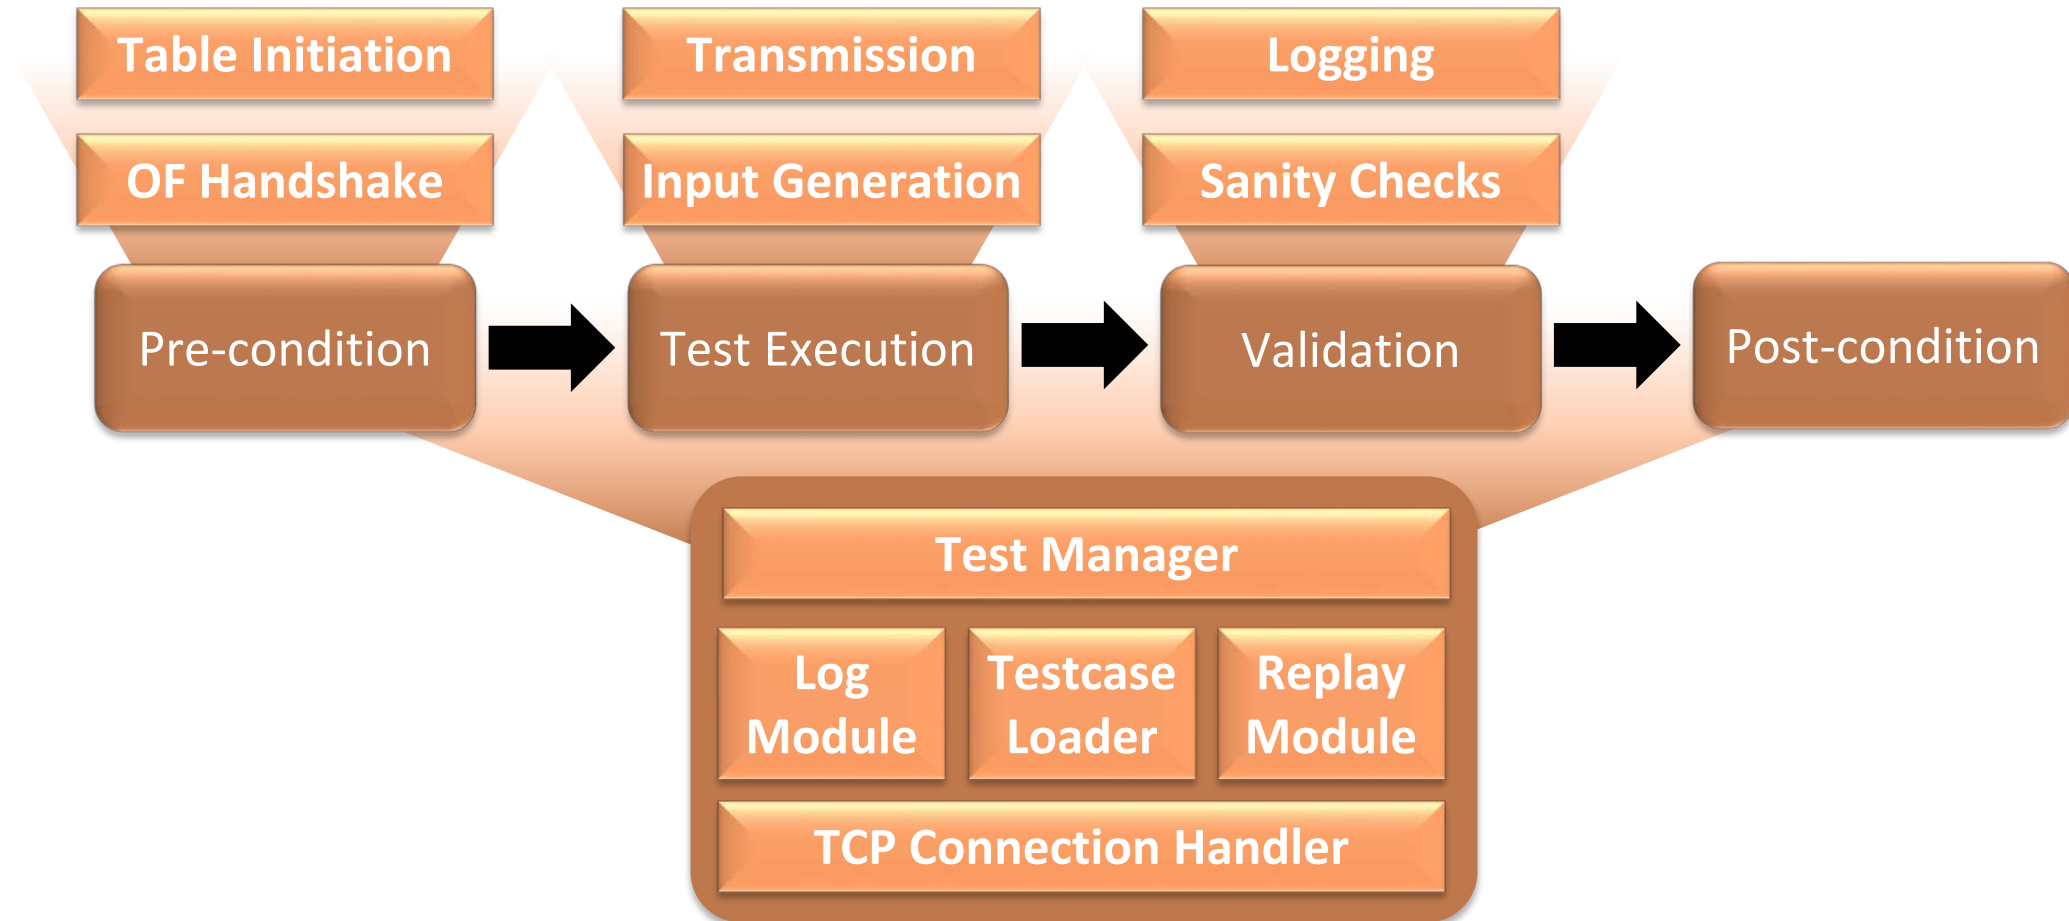 Table Initiation
Transmission
Logging
OF Handshake
Input Generation
Sanity Checks
Pre-condition
Test Execution
Validation
Post-condition
Test Manager
Log
Module
Testcase
Loader
Replay
Module
TCP Connection Handler